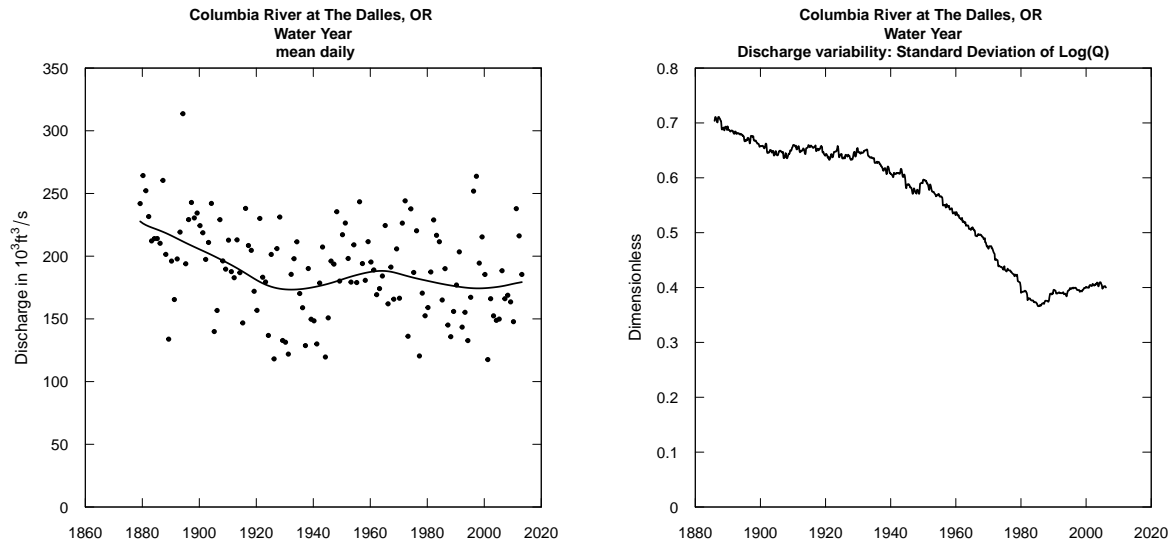 Columbia River at The Dalles, OR
Water Year
mean daily
Discharge in 10³ft³/s
350
300
250
200
150
100
50
0
1860 1880 1900 1920 1940 1960 1980 2000 2020
Columbia River at The Dalles, OR
Water Year
Discharge variability: Standard Deviation of Log(Q)
Dimensionless
0.8
0.7
0.6
0.5
0.4
0.3
0.2
0.1
0
1880 1900 1920 1940 1960 1980 2000 2020